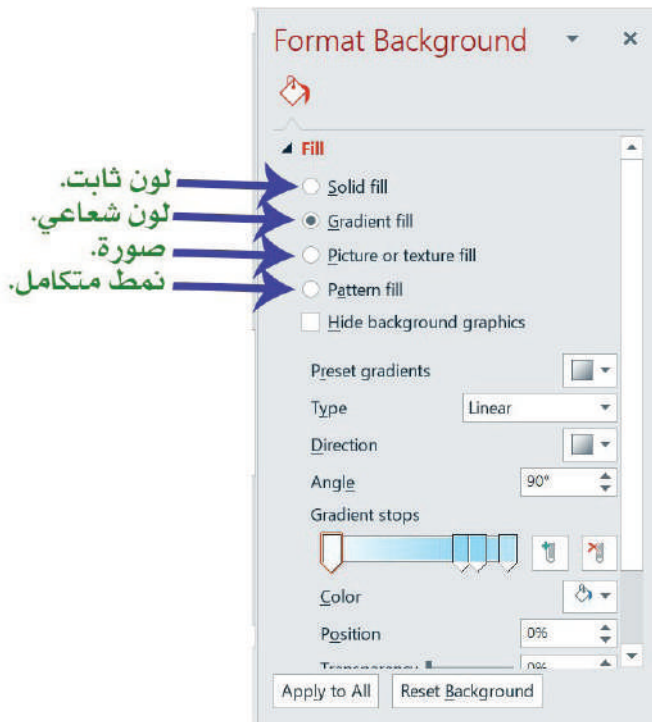 Format Background
Fill
لون ثابت.
Solid fill
لون شعاعي.
Gradient fill
صورة.
Picture or texture fill
نمط متكامل.
Pattern fill
Hide background graphics
Preset gradients
Type Linear
Direction
Angle 90°
Gradient stops
Color
Position 0%
Transparency 0%
Apply to All Reset Background